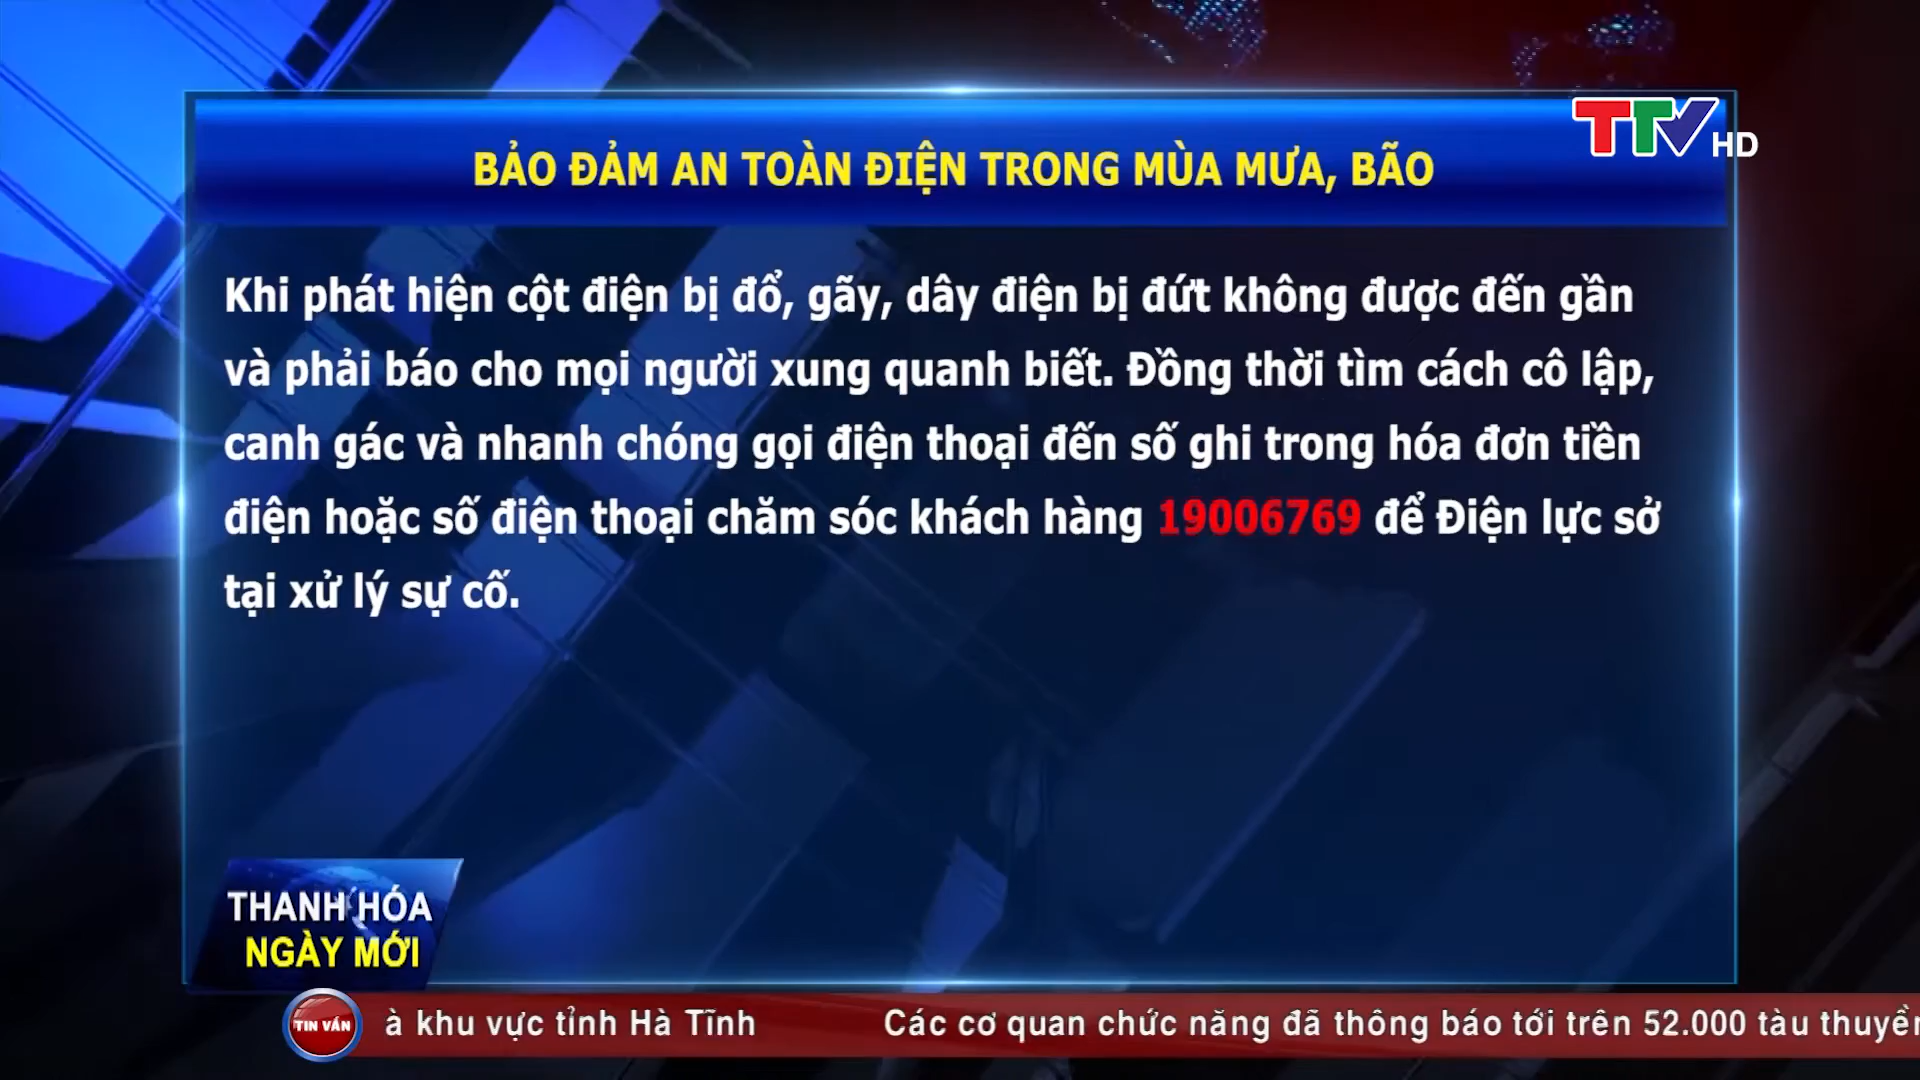 TTV HD
BẢO ĐẢM AN TOÀN ĐIỆN TRONG MÙA MƯA, BÃO
Khi phát hiện cột điện bị đổ, gãy, dây điện bị đứt không được đến gần
và phải báo cho mọi người xung quanh biết. Đồng thời tìm cách cô lập,
canh gác và nhanh chóng gọi điện thoại đến số ghi trong hóa đơn tiền
điện hoặc số điện thoại chăm sóc khách hàng 19006769 để Điện lực sở
tại xử lý sự cố.
THANH HÓA
NGÀY MỚI
TIN VẮN
à khu vực tỉnh Hà Tĩnh Các cơ quan chức năng đã thông báo tới trên 52.000 tàu thuyền